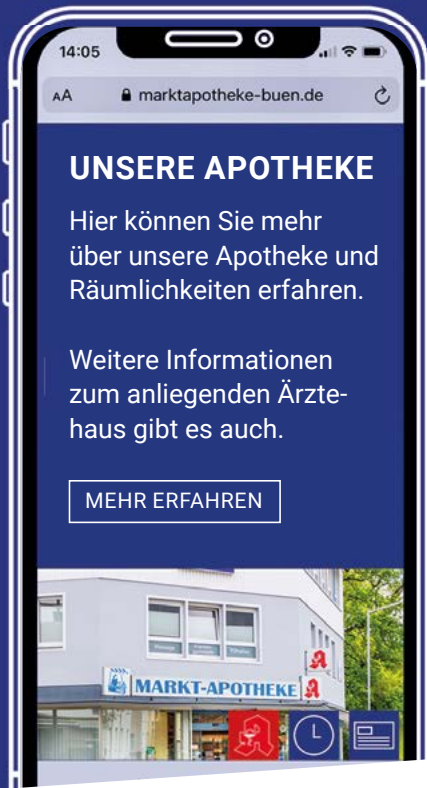 14:05
AA marktapotheke-buen.de
UNSERE APOTHEKE
Hier können Sie mehr
über unsere Apotheke und
Räumlichkeiten erfahren.
Weitere Informationen
zum anliegenden Ärzte-
haus gibt es auch.
MEHR ERFAHREN
MARKT-APOTHEKE